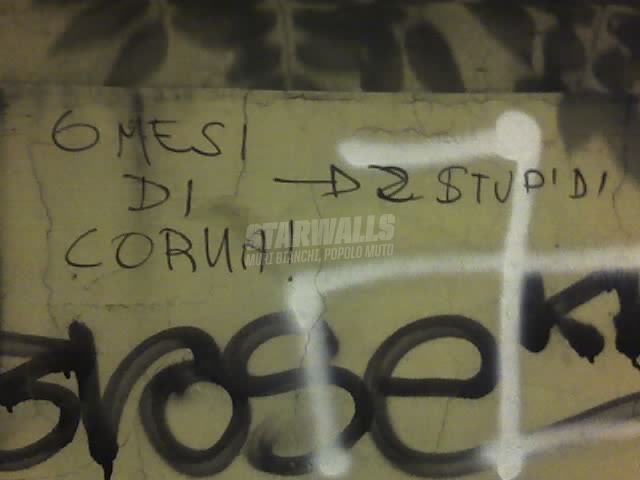 6 MESI
DI
CORNA!
→ 2 STUPIDI
STARWALLS
MURI BIANCHI, POPOLO MUTO